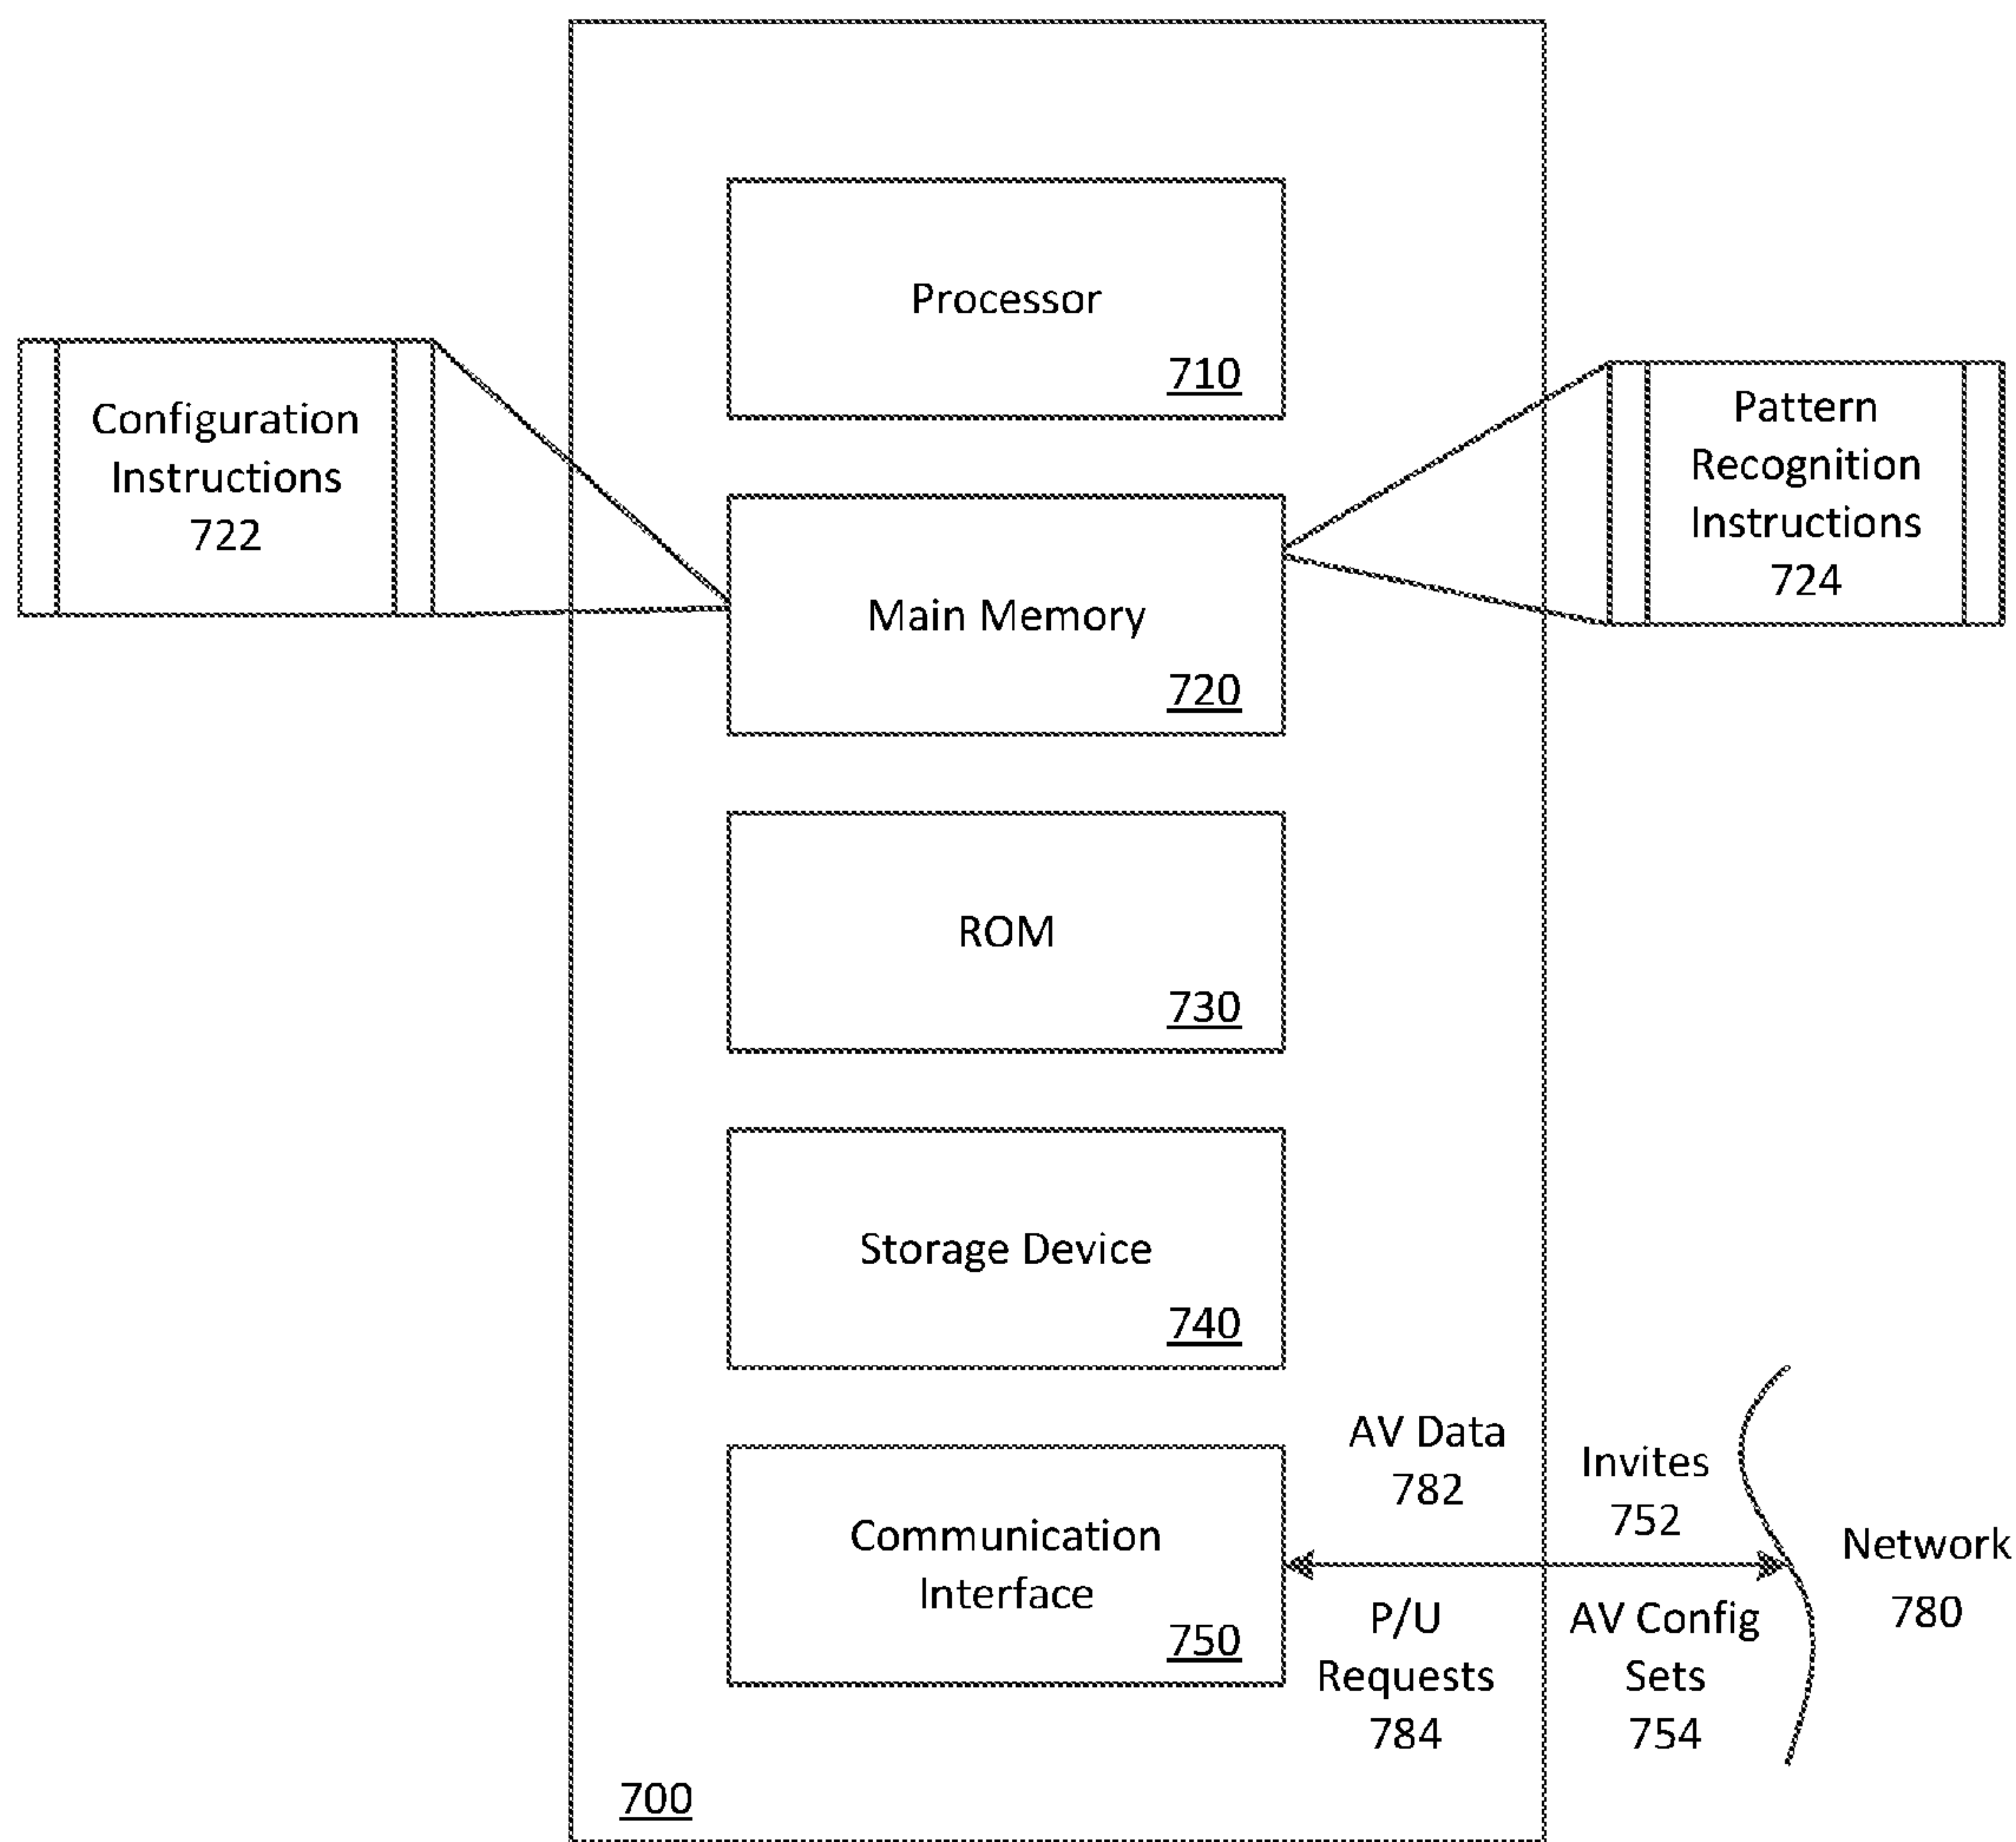 Processor
710
Configuration
Instructions
722
Pattern
Recognition
Instructions
724
Main Memory
720
ROM
730
Storage Device
740
AV Data
782
Invites
752
Communication
Interface
750
Network
780
P/U
Requests
784
AV Config
Sets
754
700